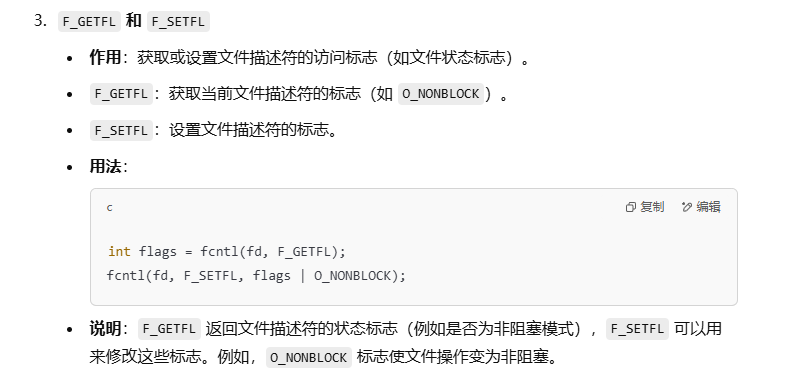 3. F_GETFL 和 F_SETFL
• 作用：获取或设置文件描述符的访问标志（如文件状态标志）。
• F_GETFL：获取当前文件描述符的标志（如 O_NONBLOCK）。
• F_SETFL：设置文件描述符的标志。
• 用法：
c 复制 编辑
int flags = fcntl(fd, F_GETFL);
fcntl(fd, F_SETFL, flags | O_NONBLOCK);
• 说明：F_GETFL 返回文件描述符的状态标志（例如是否为非阻塞模式），F_SETFL 可以用
来修改这些标志。例如，O_NONBLOCK 标志使文件操作变为非阻塞。